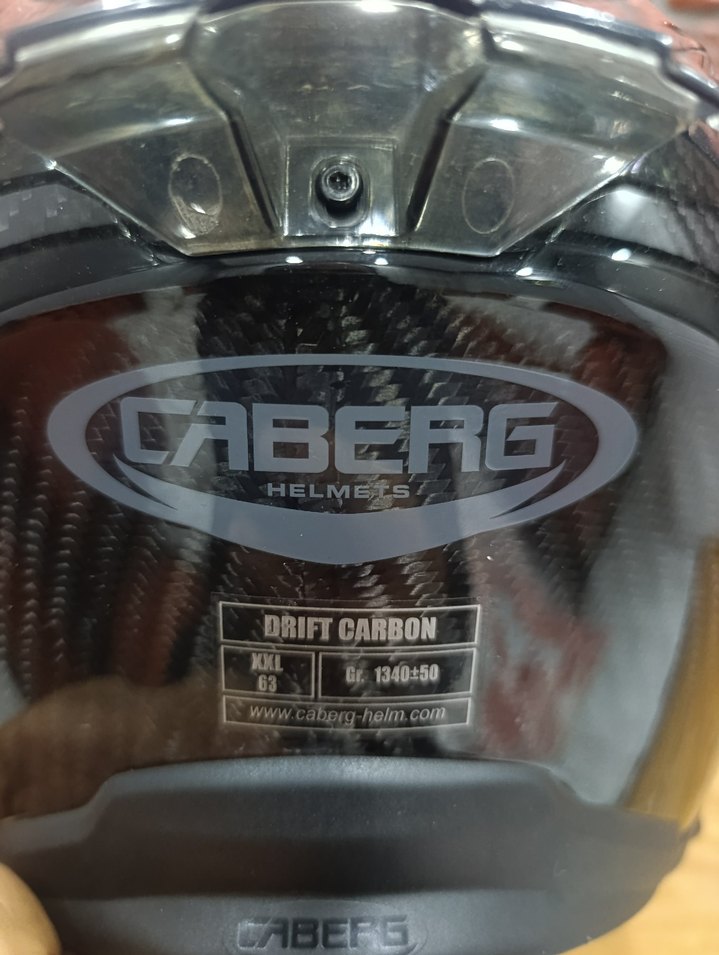 CABERG
HELMETS
DRIFT CARBON
XXL
63
Gr. 1340±50
www.caberg-helm.com
CABERG